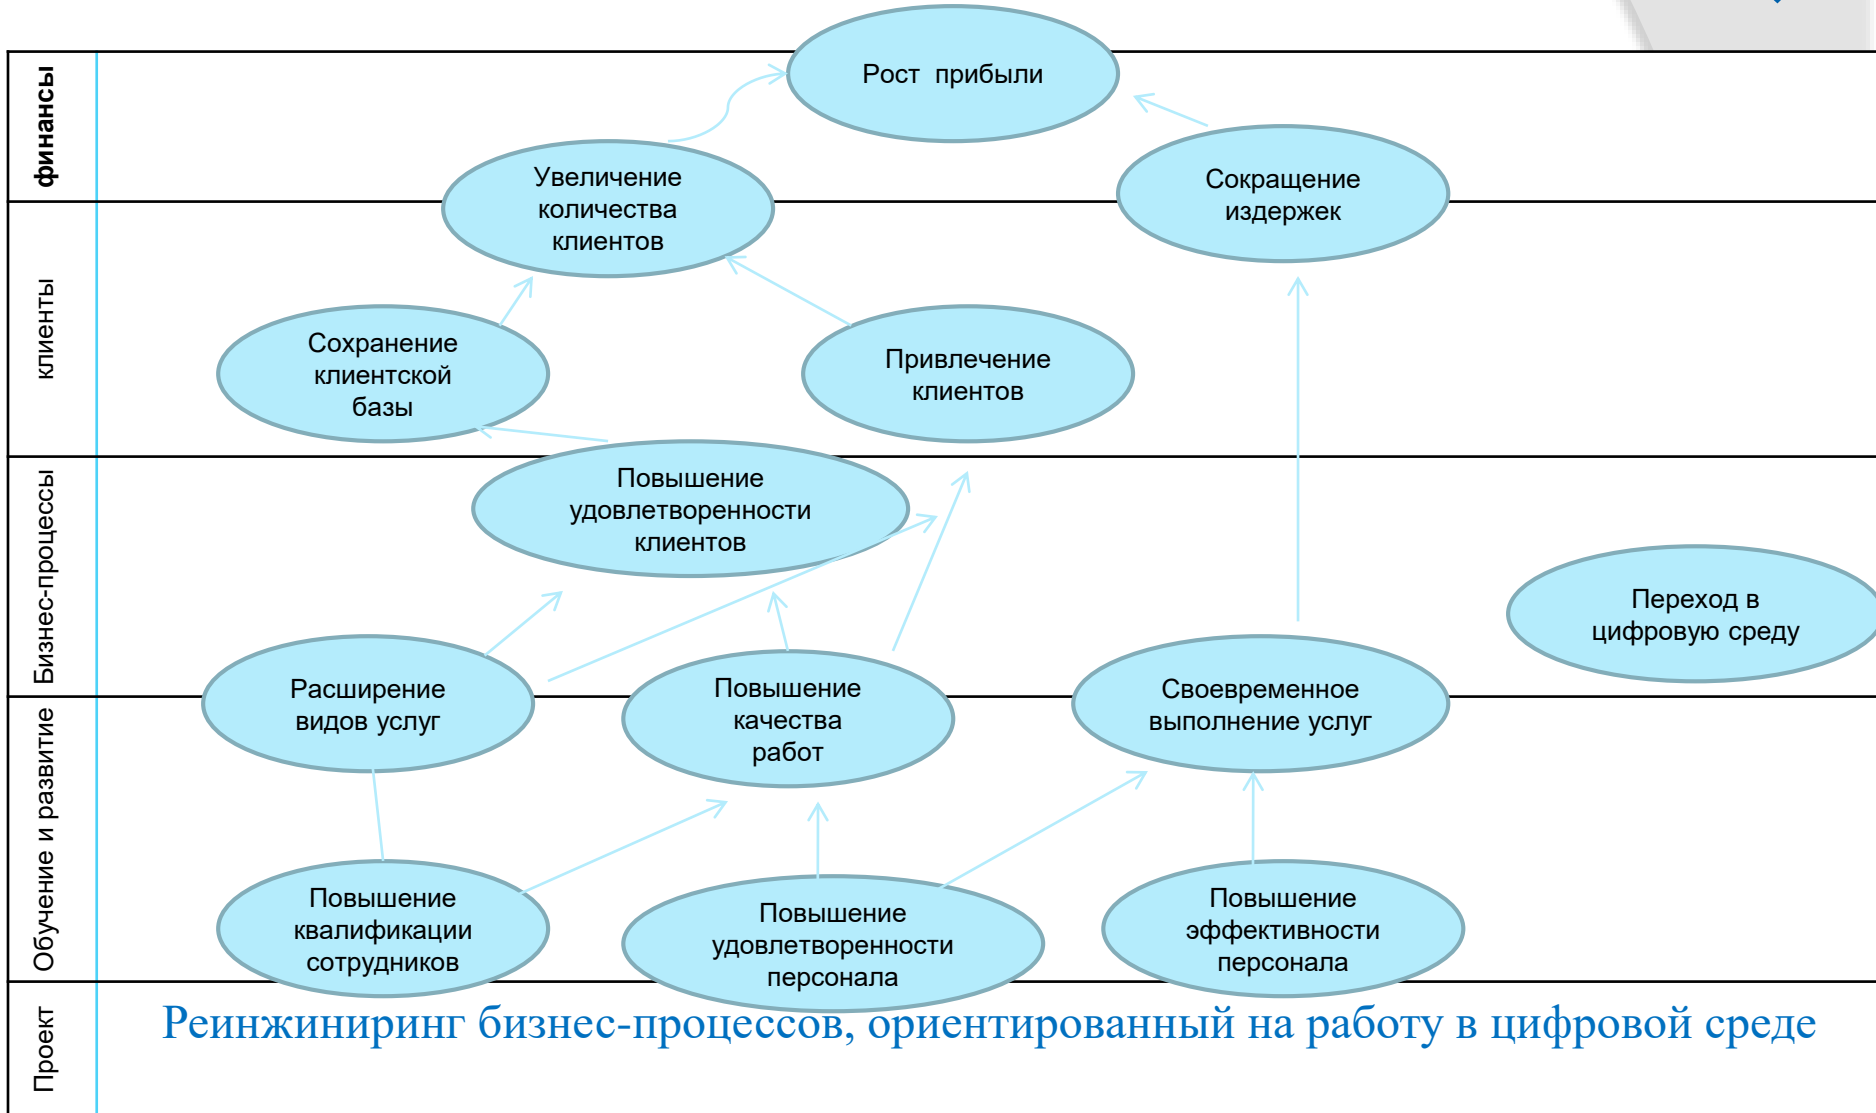 финансы
Рост прибыли
Увеличение
количества
клиентов
Сокращение
издержек
клиенты
Сохранение
клиентской
базы
Привлечение
клиентов
Бизнес-процессы
Повышение
удовлетворенности
клиентов
Переход в
цифровую среду
Расширение
видов услуг
Повышение
качества
работ
Своевременное
выполнение услуг
Обучение и развитие
Повышение
квалификации
сотрудников
Повышение
удовлетворенности
персонала
Повышение
эффективности
персонала
Проект
Реинжиниринг бизнес-процессов, ориентированный на работу в цифровой среде